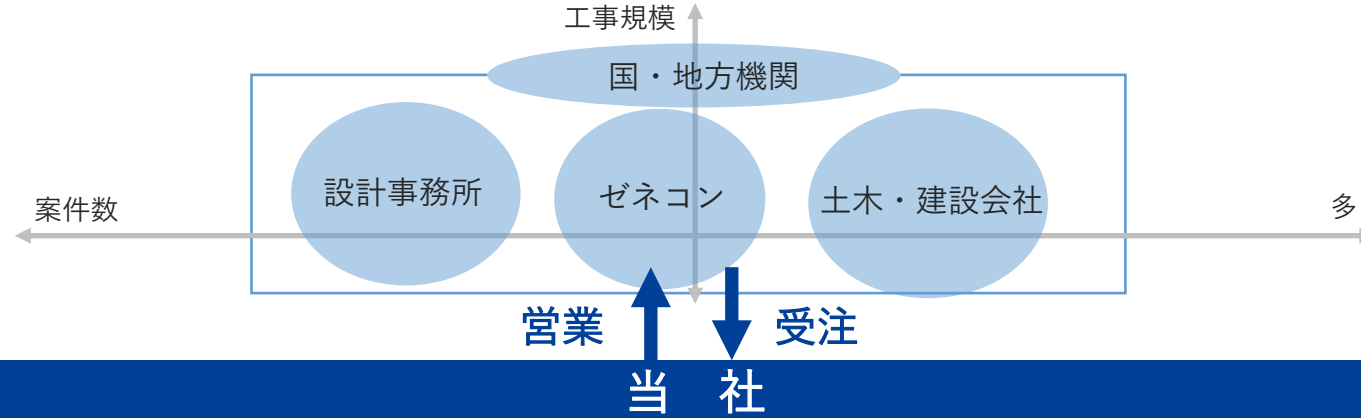 工事規模
国・地方機関
設計事務所
ゼネコン
土木・建設会社
案件数
多
営業
受注
当 社